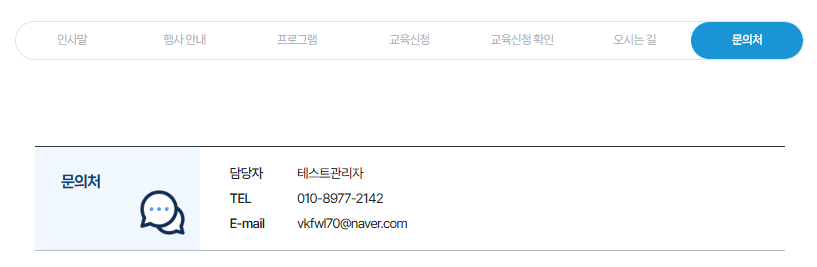 인사말 행사 안내 프로그램 교육신청 교육신청 확인 오시는 길 문의처
문의처
담당자 테스트관리자
TEL 010-8977-2142
E-mail vkfwl70@naver.com